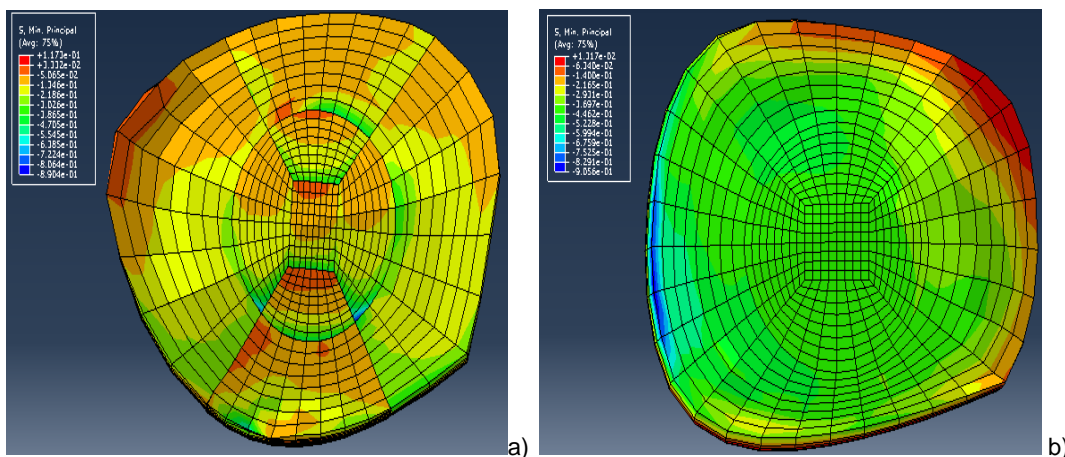 S, Min. Principal
(Avg: 75%)
+1.173e-01
+3.332e-02
-5.065e-02
-1.346e-01
-2.186e-01
-3.026e-01
-3.865e-01
-4.705e-01
-5.545e-01
-6.385e-01
-7.224e-01
-8.064e-01
-8.904e-01
a)
S, Min. Principal
(Avg: 75%)
+1.317e-02
-6.340e-02
-1.400e-01
-2.165e-01
-2.931e-01
-3.697e-01
-4.462e-01
-5.228e-01
-5.994e-01
-6.759e-01
-7.525e-01
-8.291e-01
-9.056e-01
b)